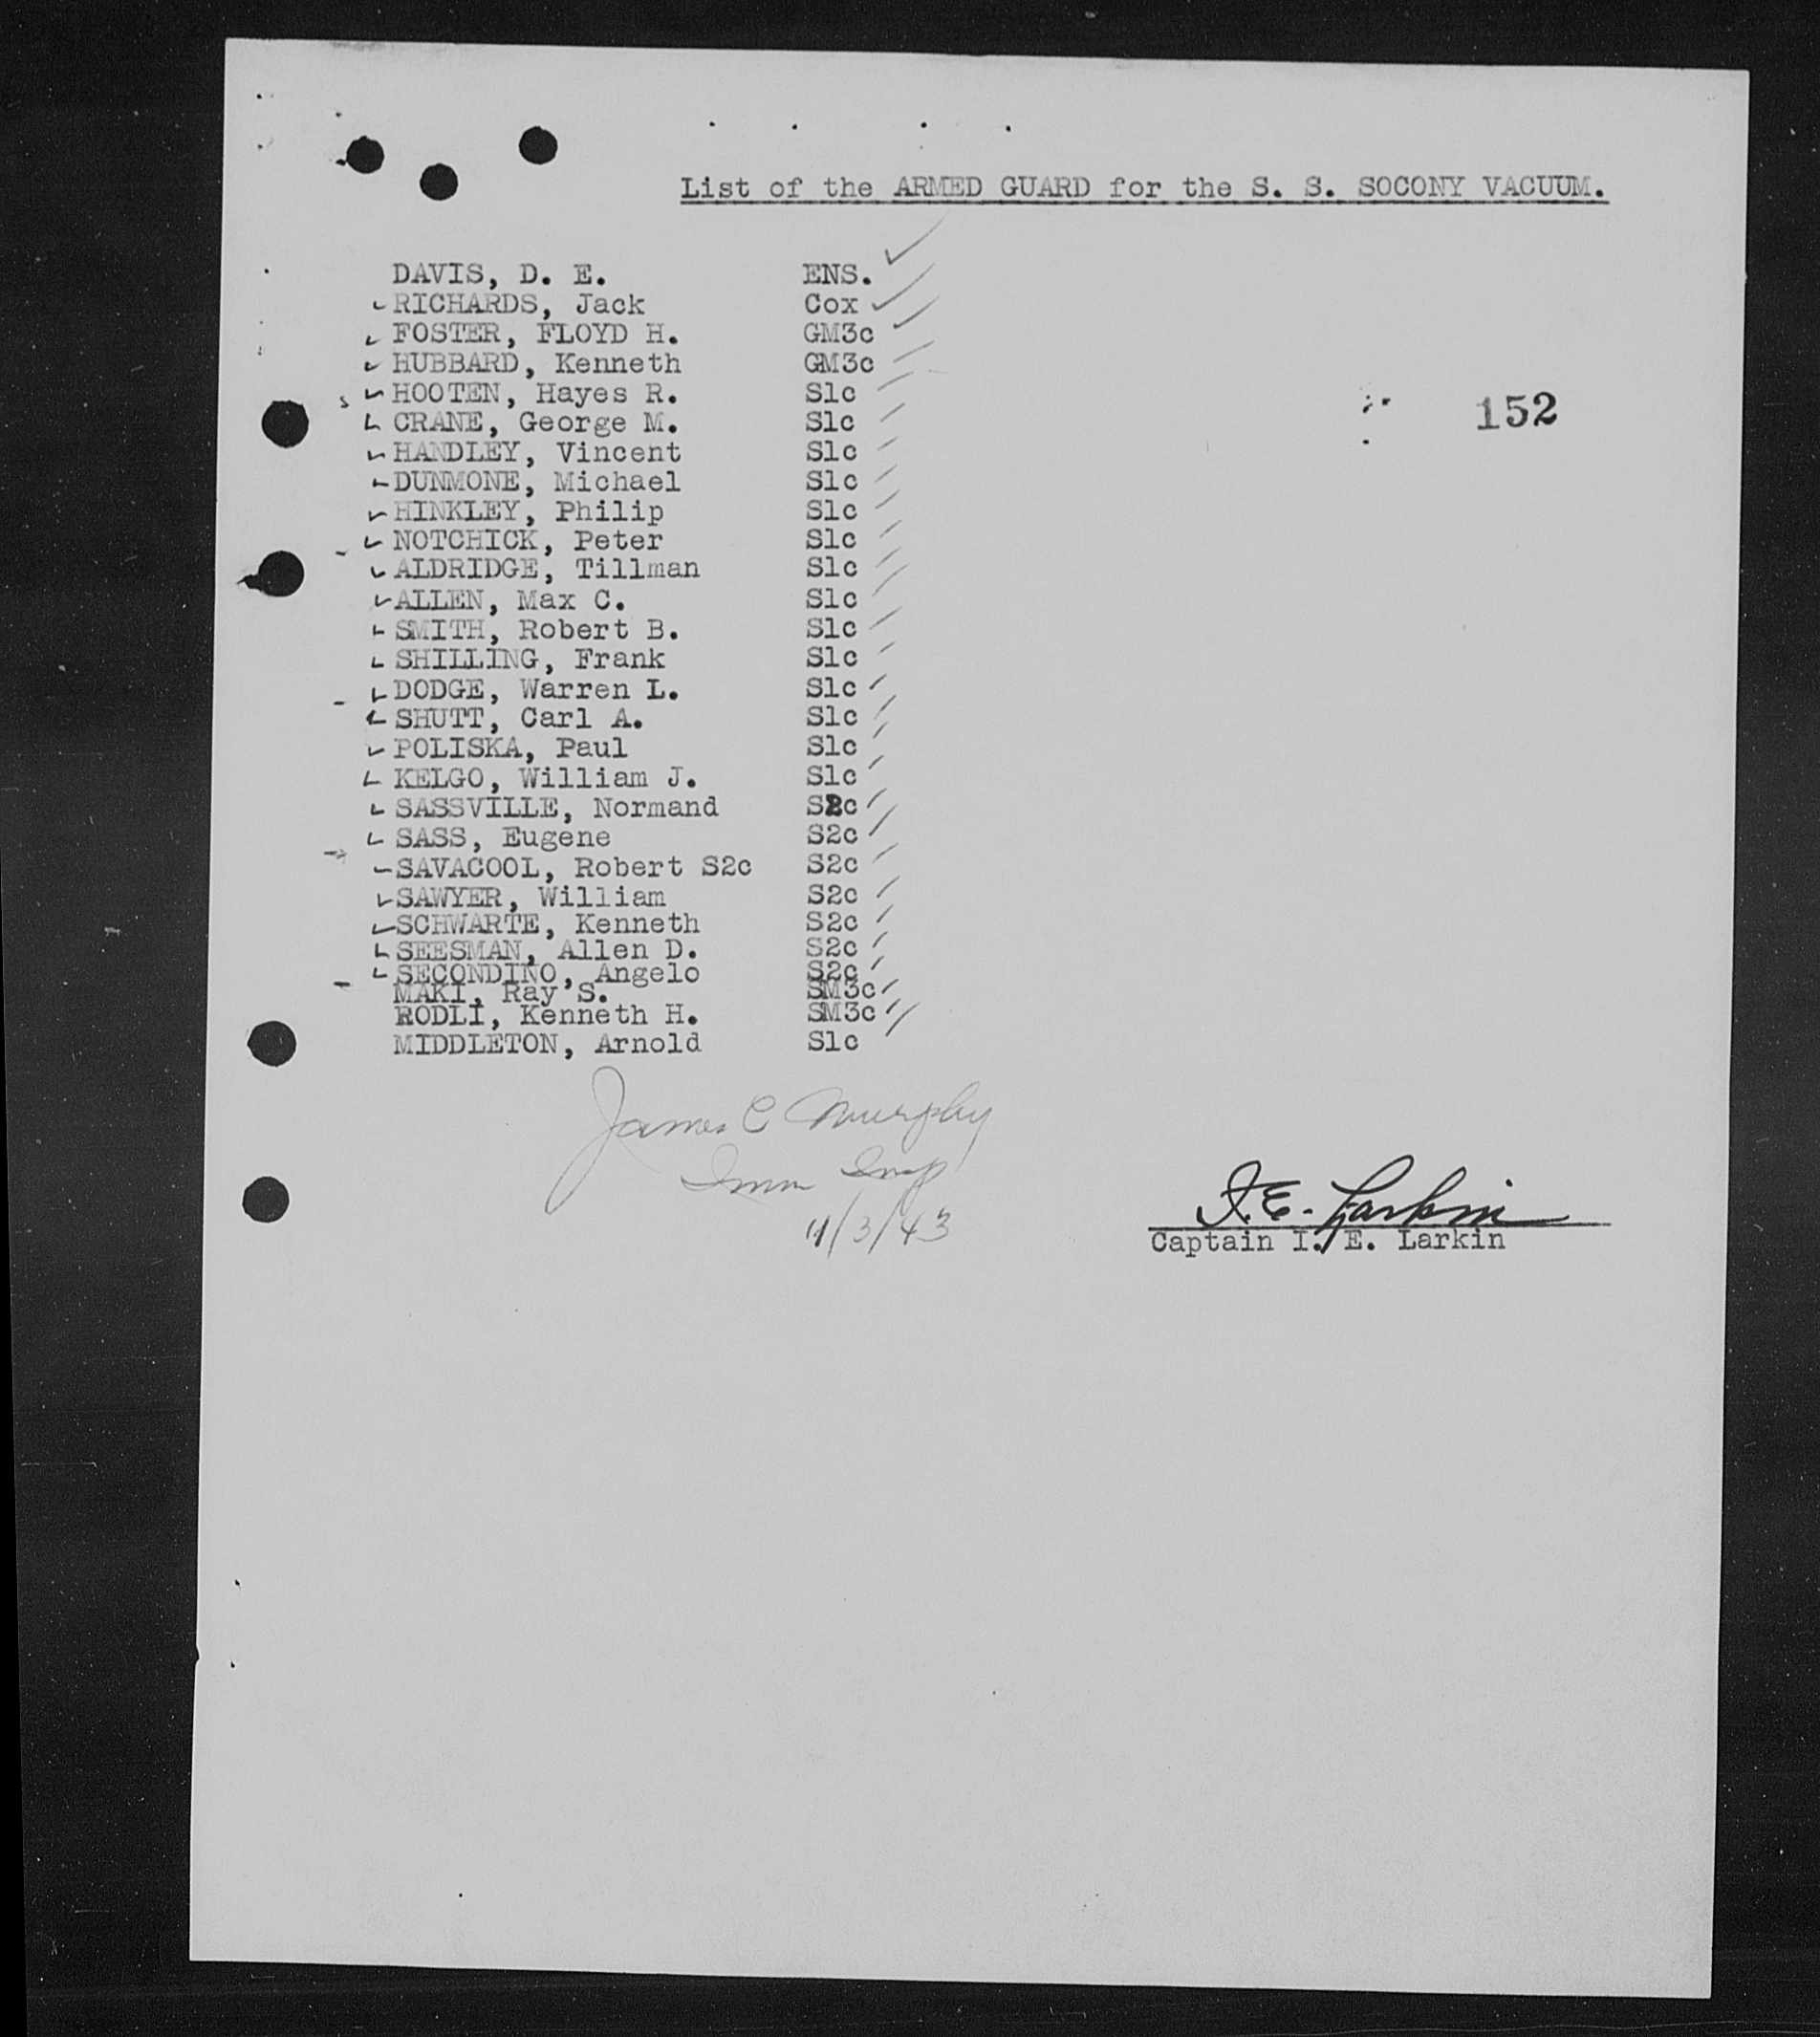 List of the ARMED GUARD for the S. S. SOCONY VACUUM.
DAVIS, D. E. ENS.
RICHARDS, Jack Cox
FOSTER, FLOYD H. GM3c
HUBBARD, Kenneth GM3c
HOOTEN, Hayes R. S1c
152
CRANE, George M. S1c
HANDLEY, Vincent S1c
DUNMONE, Michael S1c
HINKLEY, Philip S1c
NOTCHICK, Peter S1c
ALDRIDGE, Tillman S1c
ALLEN, Max C. S1c
SMITH, Robert B. S1c
SHILLING, Frank S1c
DODGE, Warren L. S1c
SHUTT, Carl A. S1c
POLISKA, Paul S1c
KELGO, William J. S1c
SASSVILLE, Normand S2c
SASS, Eugene S2c
SAVACOOL, Robert S2c S2c
SAWYER, William S2c
SCHWARTE, Kenneth S2c
SEESMAN, Allen D. S2c
SECONDINO, Angelo S2c
MAKI, Ray S. SM3c
RODLI, Kenneth H. SM3c
MIDDLETON, Arnold S1c
James C Murphy
Imm Insp
11/3/43
I. E. Larkin
Captain I. E. Larkin